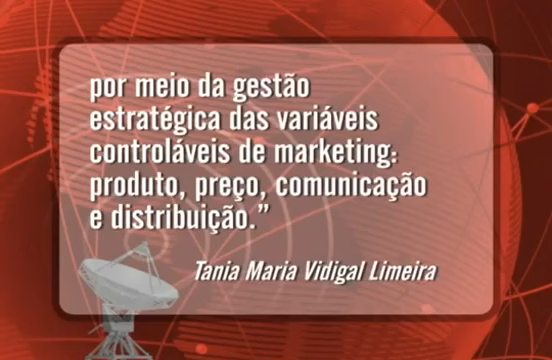 por meio da gestão
estratégica das variáveis
controláveis de marketing:
produto, preço, comunicação
e distribuição.”
Tania Maria Vidigal Limeira